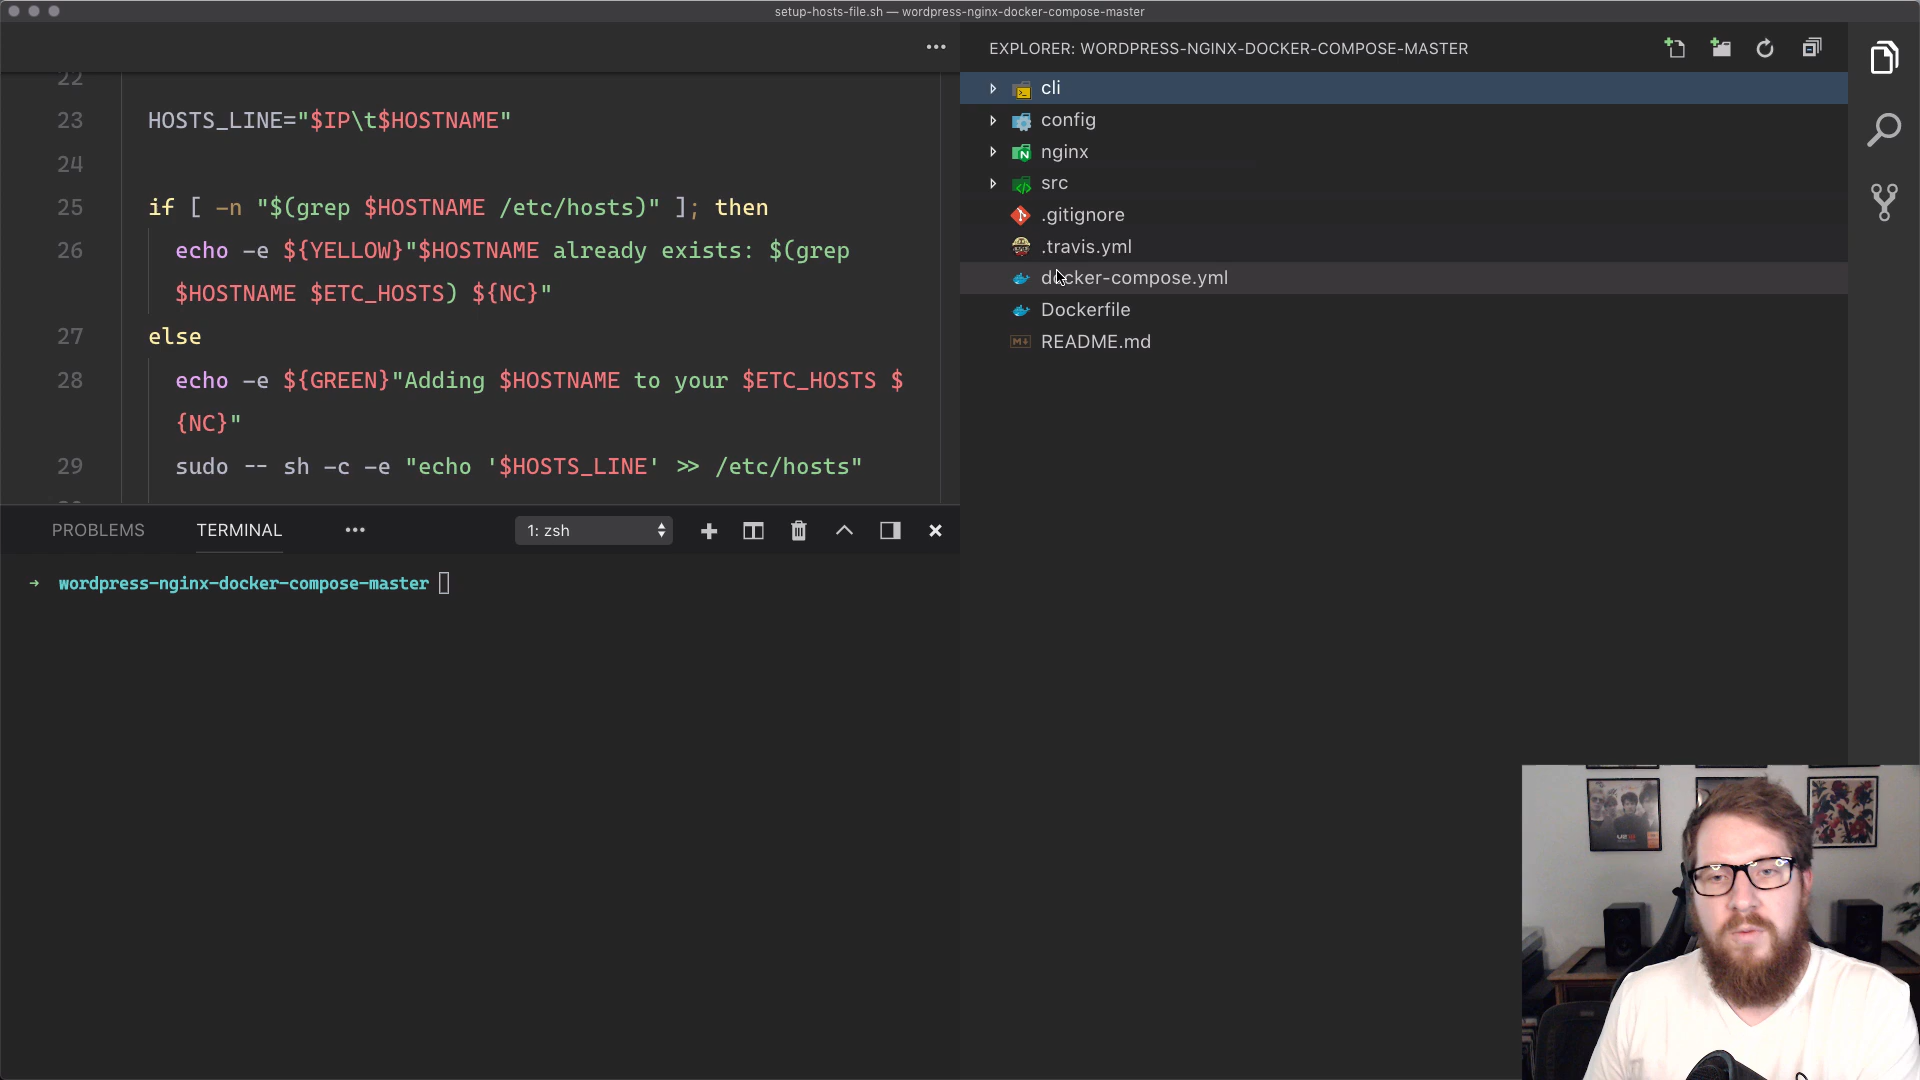 setup-hosts-file.sh — wordpress-nginx-docker-compose-master
EXPLORER: WORDPRESS-NGINX-DOCKER-COMPOSE-MASTER
22
23 HOSTS_LINE="$IP\t$HOSTNAME"
24
25 if [ -n "$(grep $HOSTNAME /etc/hosts)" ]; then
26 echo -e ${YELLOW}"$HOSTNAME already exists: $(grep
$HOSTNAME $ETC_HOSTS) ${NC}"
27 else
28 echo -e ${GREEN}"Adding $HOSTNAME to your $ETC_HOSTS $
{NC}"
29 sudo -- sh -c -e "echo '$HOSTS_LINE' >> /etc/hosts"
PROBLEMS TERMINAL 1: zsh
→ wordpress-nginx-docker-compose-master
cli
config
nginx
src
.gitignore
.travis.yml
docker-compose.yml
Dockerfile
README.md